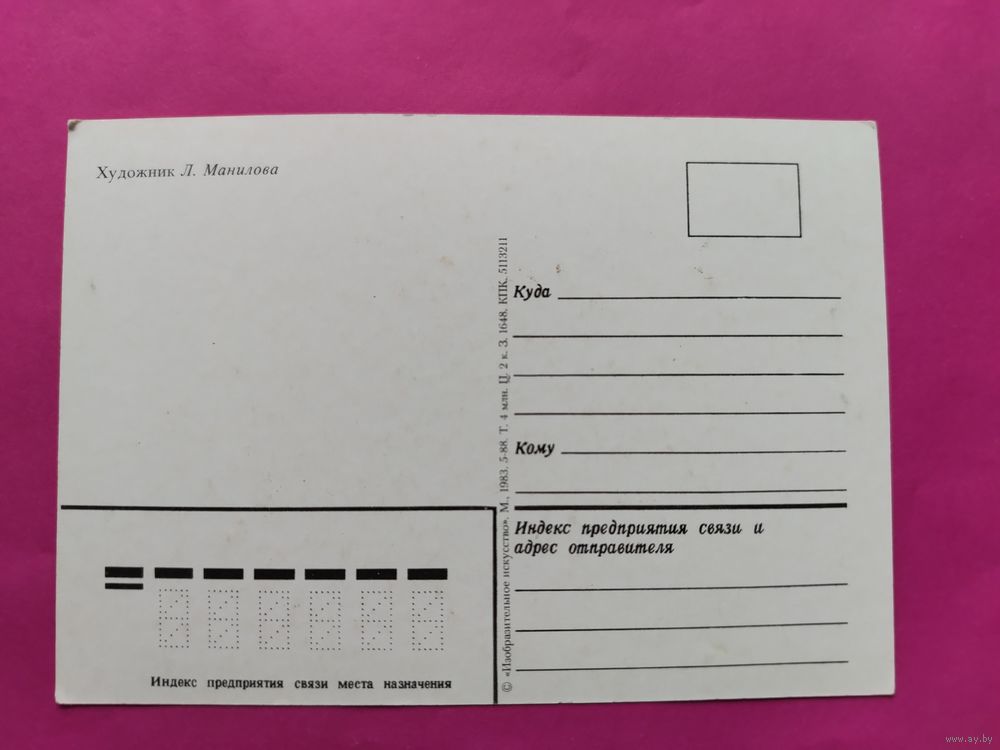 Художник Л. Манилова
© «Изобразительное искусство». М., 1983. 5-88. Т. 4 млн. Ц. 2 к. З. 1648. КПК. 5113211
Куда
Кому
Индекс предприятия связи и
адрес отправителя
Индекс предприятия связи места назначения
www.ay.by